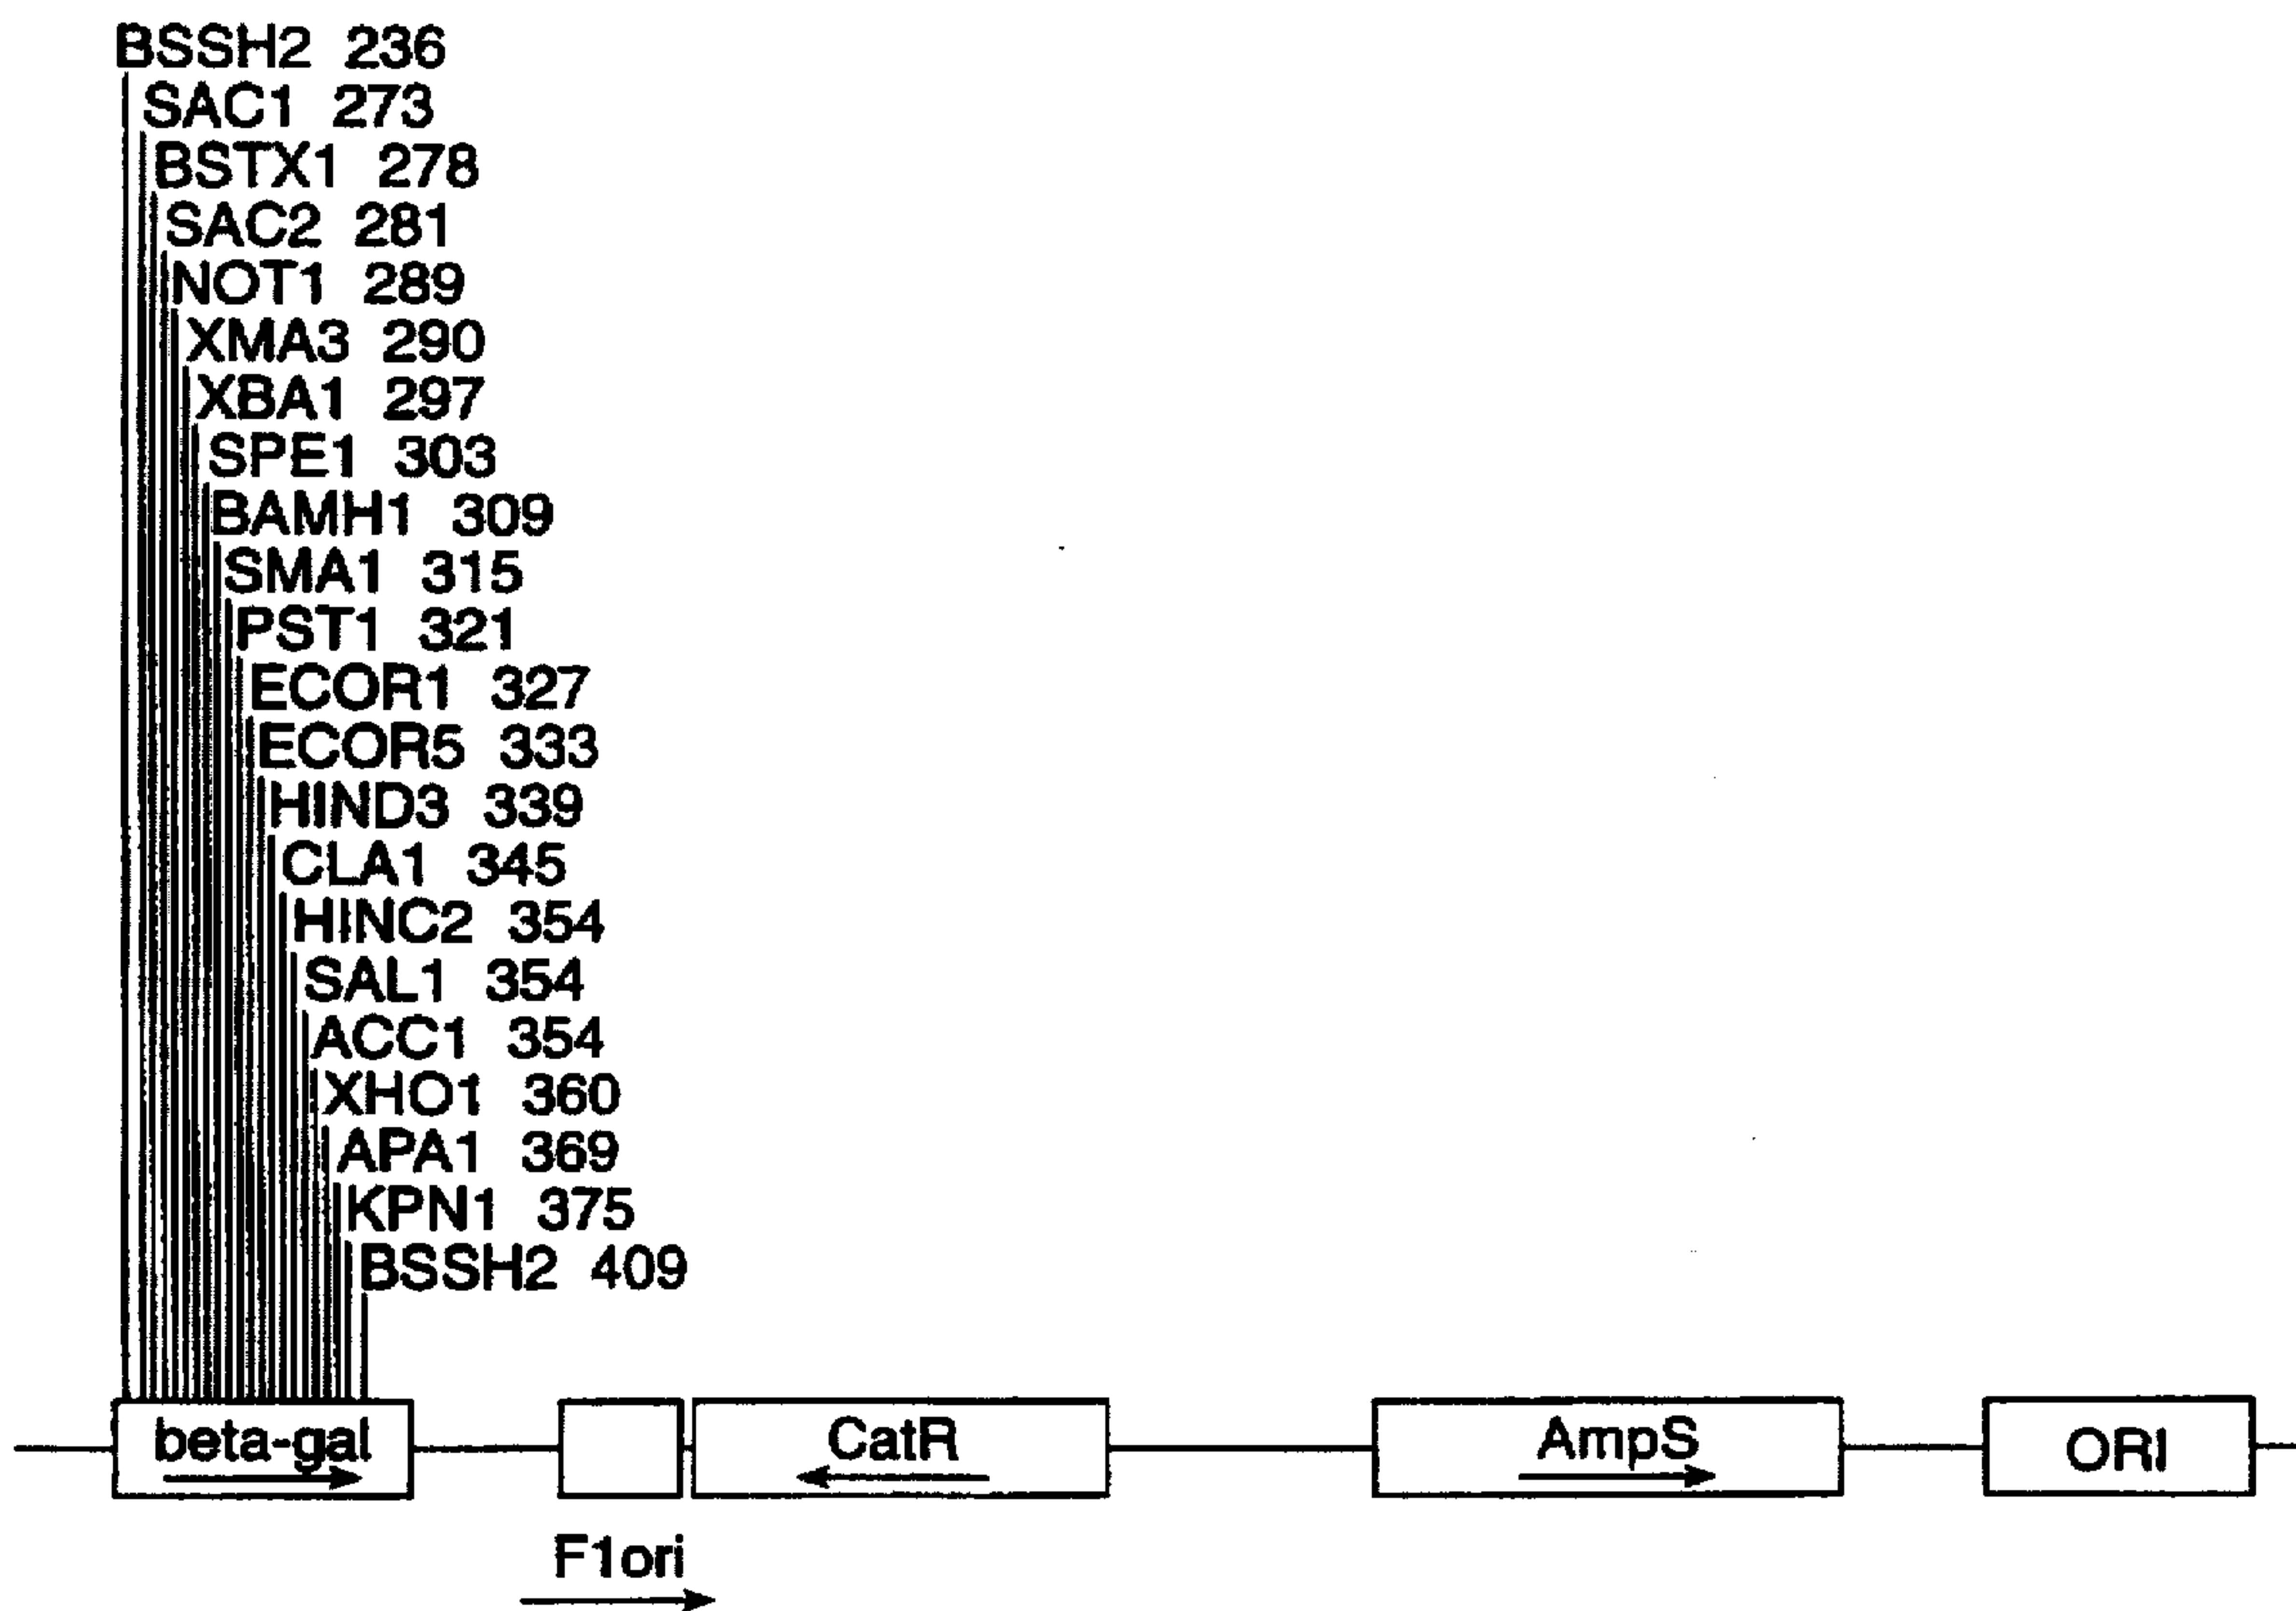 BSSH2 236
SAC1 273
BSTX1 278
SAC2 281
NOT1 289
XMA3 290
XBA1 297
SPE1 303
BAMH1 309
SMA1 315
PST1 321
ECOR1 327
ECOR5 333
HIND3 339
CLA1 345
HINC2 354
SAL1 354
ACC1 354
XHO1 360
APA1 369
KPN1 375
BSSH2 409
beta-gal CatR AmpS ORI
F1ori